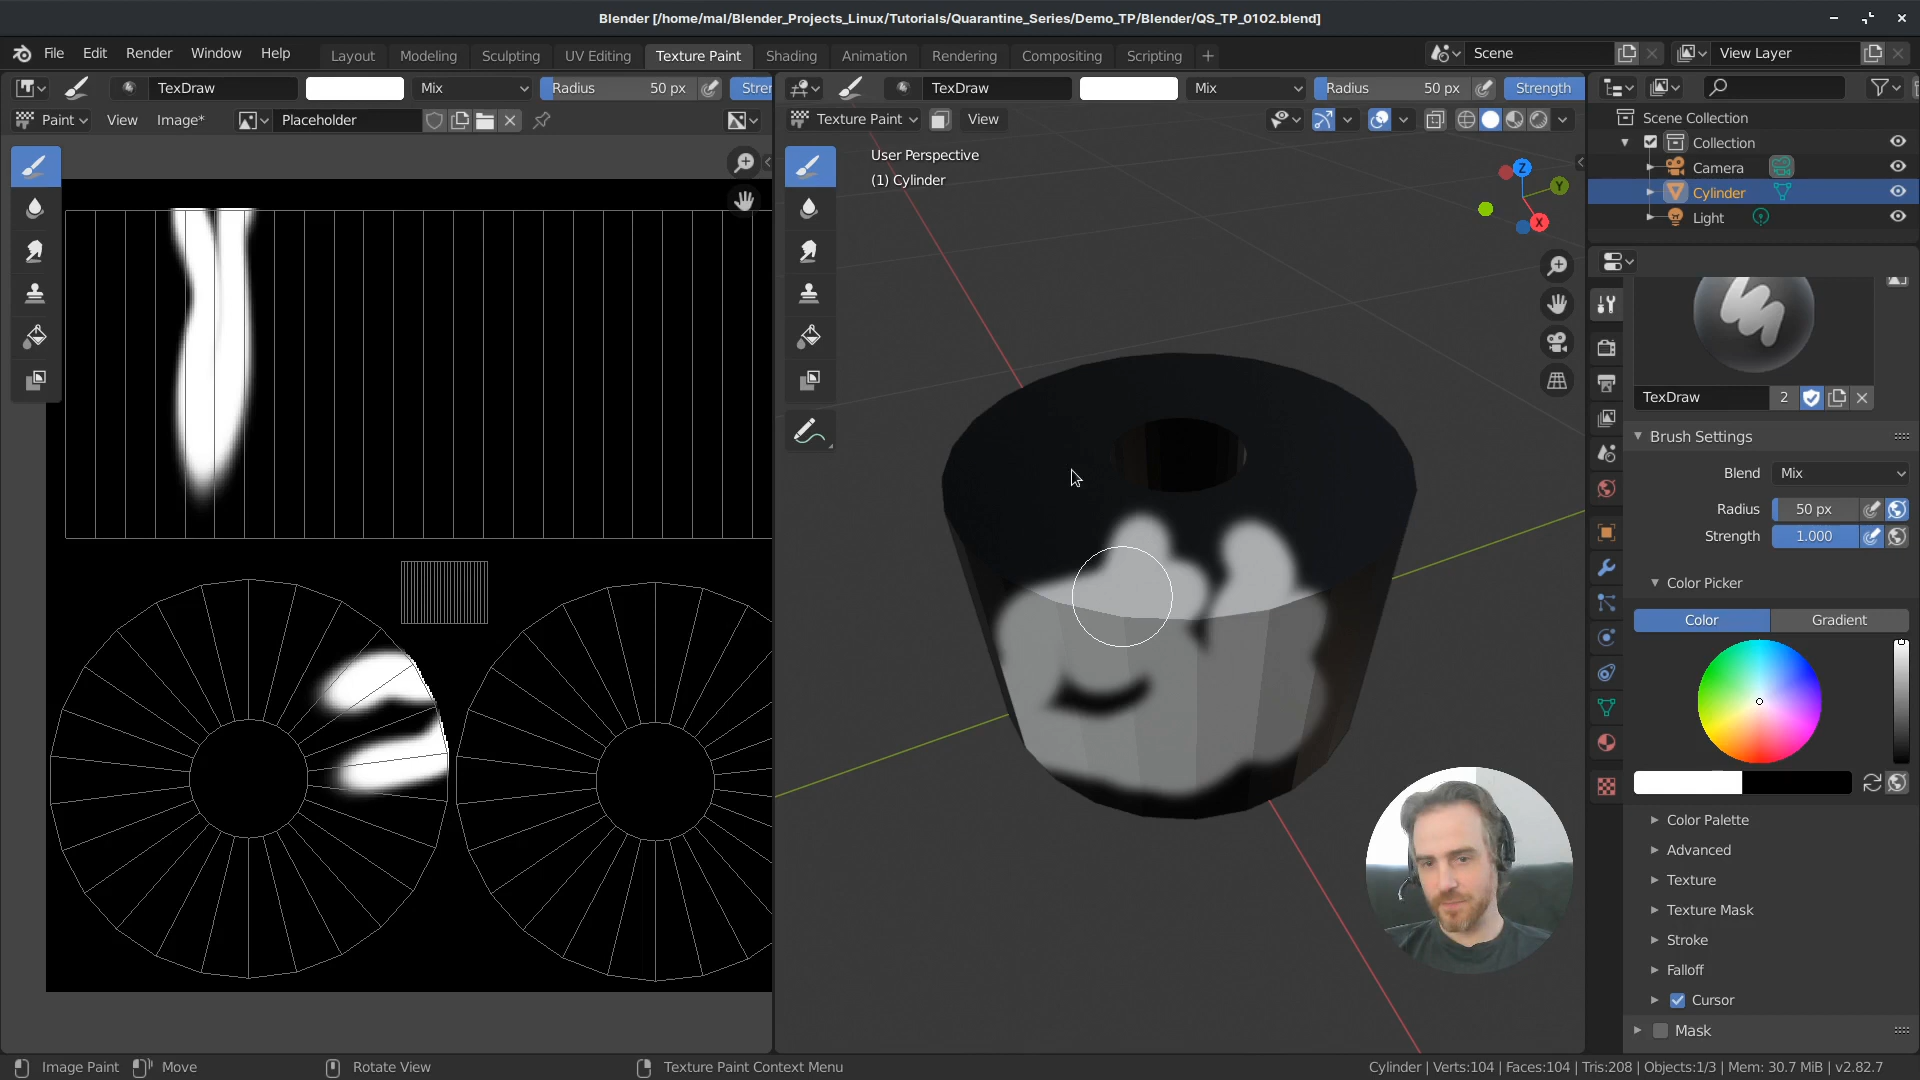 Blender [/home/mal/Blender_Projects_Linux/Tutorials/Quarantine_Series/Demo_TP/Blender/QS_TP_0102.blend]
File Edit Render Window Help Layout Modeling Sculpting UV Editing Texture Paint Shading Animation Rendering Compositing Scripting + Scene View Layer
TexDraw Mix Radius 50 px Strer TexDraw Mix Radius 50 px Strength
Paint View Image* Placeholder Texture Paint View
Scene Collection
Collection
Camera
Cylinder
Light
User Perspective
(1) Cylinder
Z
Y
X
TexDraw 2
Brush Settings
Blend Mix
Radius 50 px
Strength 1.000
Color Picker
Color Gradient
Color Palette
Advanced
Texture
Texture Mask
Stroke
Falloff
Cursor
Mask
Image Paint Move Rotate View Texture Paint Context Menu Cylinder | Verts:104 | Faces:104 | Tris:208 | Objects:1/3 | Mem: 30.7 MiB | v2.82.7